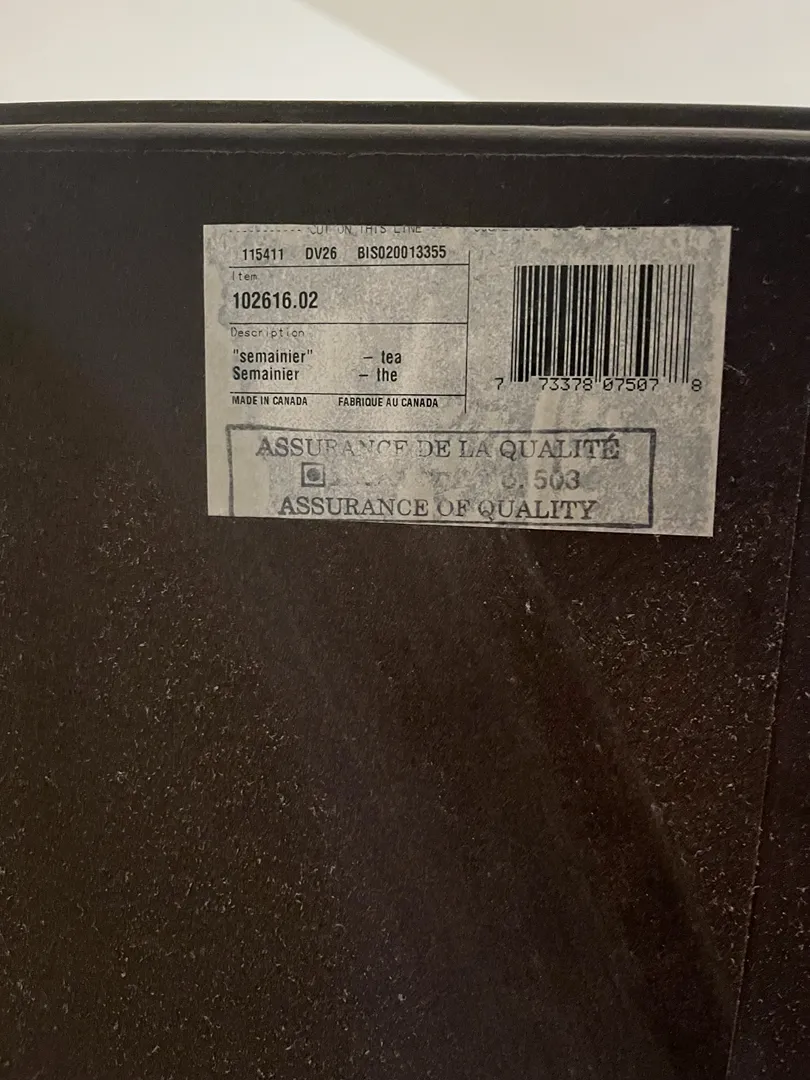 CUT ON THIS LINE
115411 DV26 BIS020013355
Item
102616.02
Description
"semainier" – tea
Semainier – the
MADE IN CANADA FABRIQUE AU CANADA
7 73378 07507 8
ASSURANCE DE LA QUALITÉ
503
ASSURANCE OF QUALITY